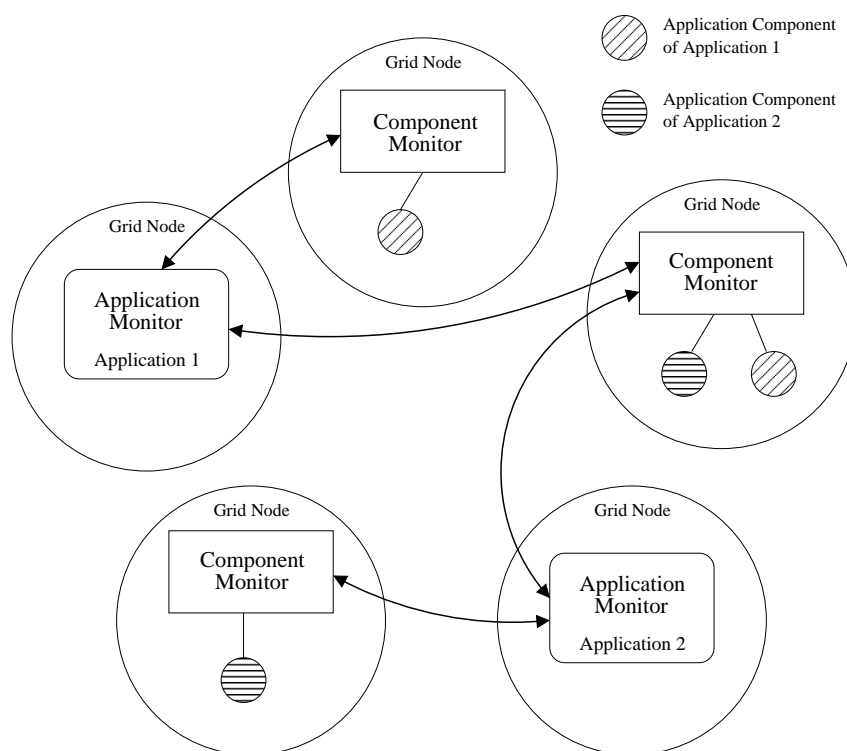 Application Component
of Application 1
Application Component
of Application 2
Grid Node
Component
Monitor
Grid Node
Component
Monitor
Grid Node
Application
Monitor
Application 1
Grid Node
Component
Monitor
Grid Node
Application
Monitor
Application 2